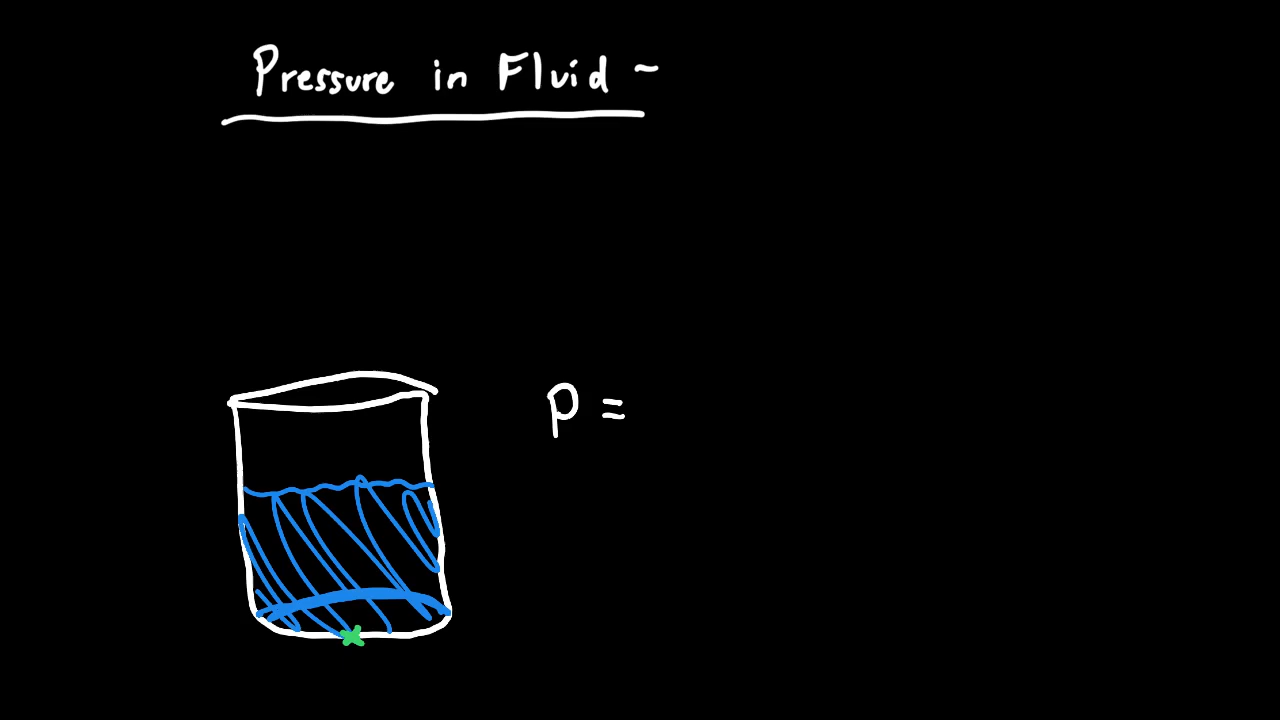 Pressure in Fluid ~
P =